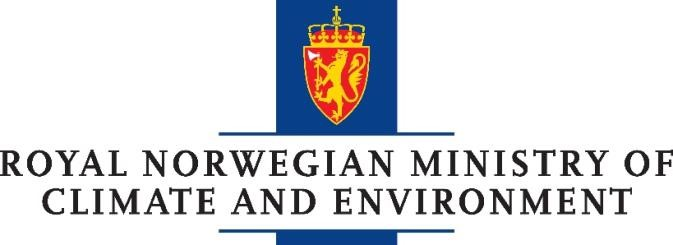 ROYAL NORWEGIAN MINISTRY OF
CLIMATE AND ENVIRONMENT